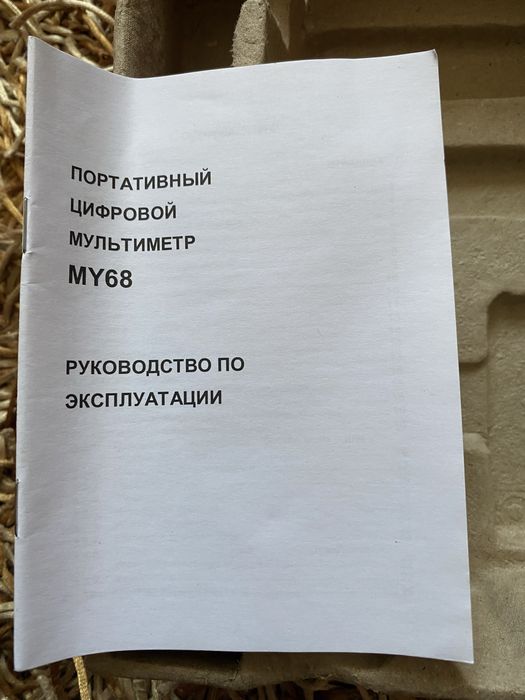 ПОРТАТИВНЫЙ
ЦИФРОВОЙ
МУЛЬТИМЕТР
MY68
РУКОВОДСТВО ПО
ЭКСПЛУАТАЦИИ